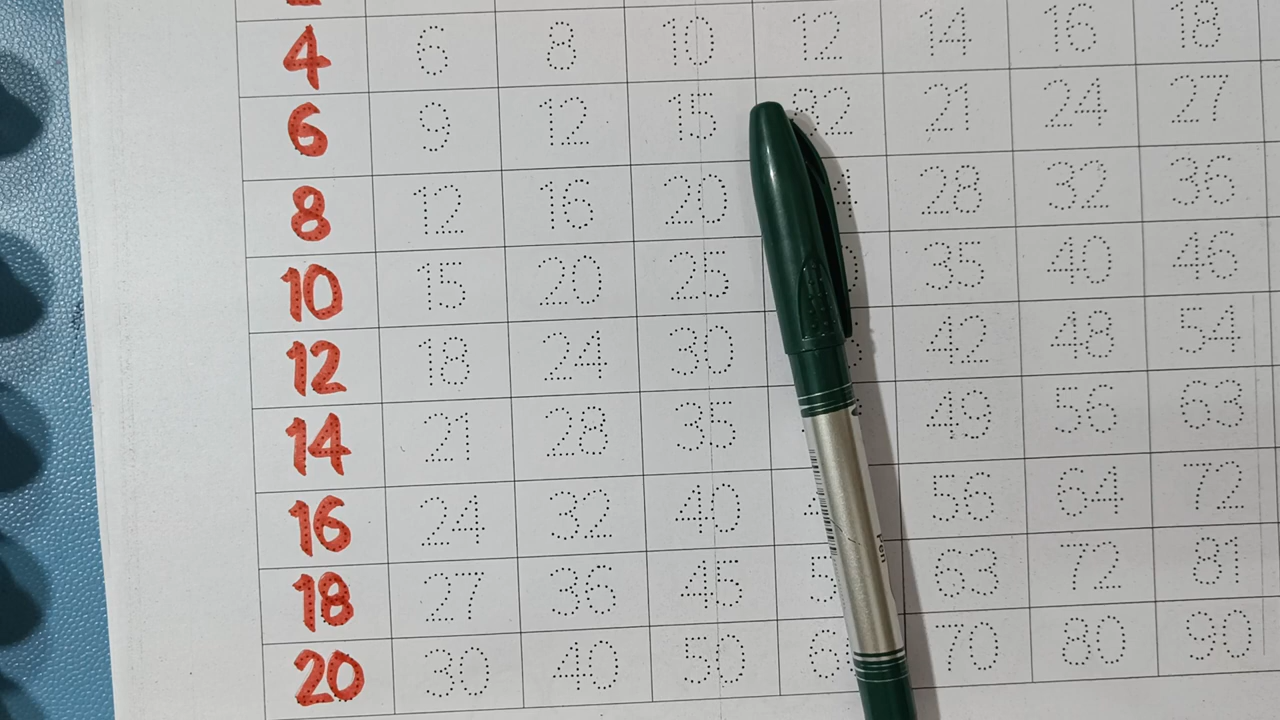 4 6 8 10 12 14 16 18
6 9 12 15 21 24 27
8 12 16 20 28 32 36
10 15 20 25 35 40 46
12 18 24 30 42 48 54
14 21 28 35 49 56 63
16 24 32 40 56 64 72
18 27 36 45 63 72 81
20 30 40 50 70 80 90